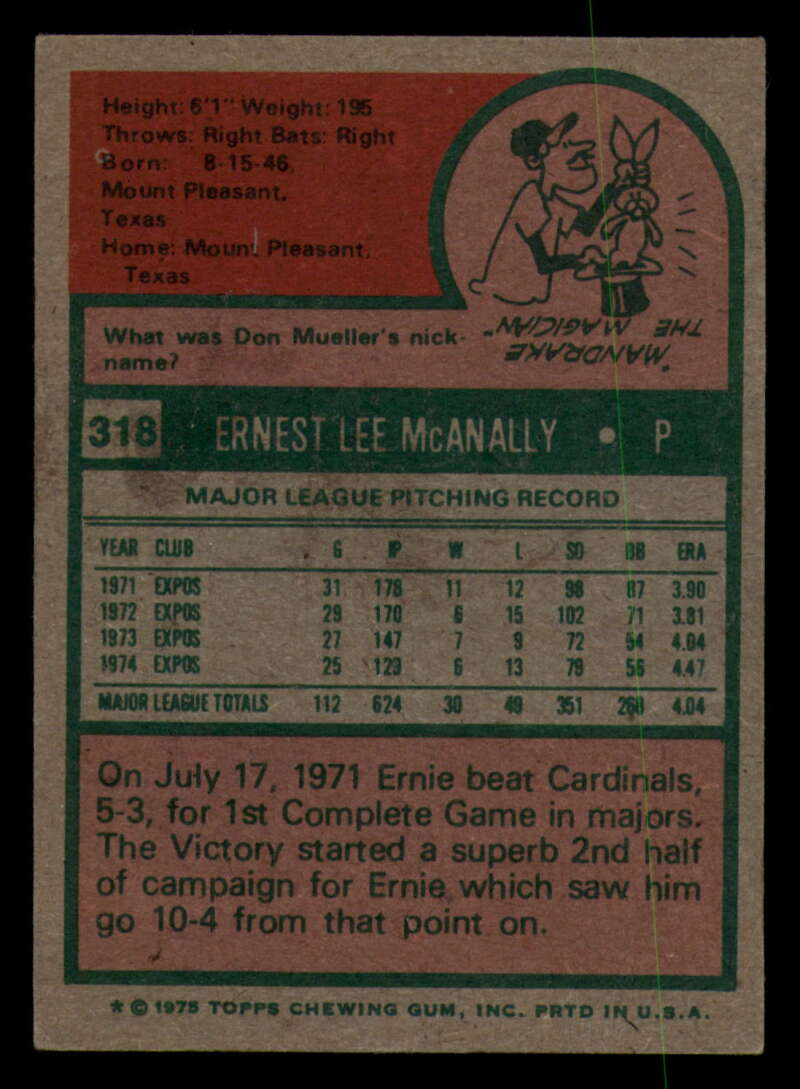 Height: 6'1" Weight: 195
Throws: Right Bats: Right
Born: 8-15-46,
Mount Pleasant,
Texas
Home: Mount Pleasant,
Texas
What was Don Mueller's nick-
name?
"MANDRAKE
THE MAGICIAN"
318 ERNEST LEE McANALLY • P
MAJOR LEAGUE PITCHING RECORD
YEAR CLUB G IP W L SO BB ERA
1971 EXPOS 31 178 11 12 98 87 3.90
1972 EXPOS 29 170 6 15 102 71 3.81
1973 EXPOS 27 147 7 9 72 54 4.04
1974 EXPOS 25 129 6 13 79 56 4.47
MAJOR LEAGUE TOTALS 112 624 30 49 351 268 4.04
On July 17, 1971 Ernie beat Cardinals,
5-3, for 1st Complete Game in majors.
The Victory started a superb 2nd half
of campaign for Ernie which saw him
go 10-4 from that point on.
* © 1975 TOPPS CHEWING GUM, INC. PRTD IN U.S.A.